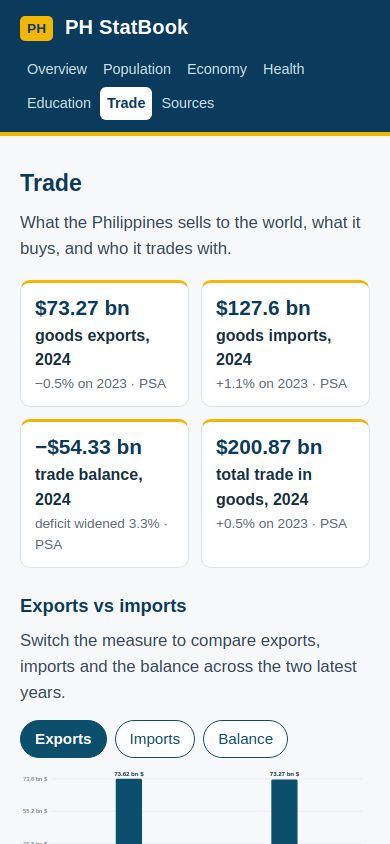 PH PH StatBook
Overview Population Economy Health
Education Trade Sources
Trade
What the Philippines sells to the world, what it
buys, and who it trades with.
$73.27 bn
goods exports,
2024
−0.5% on 2023 · PSA
$127.6 bn
goods imports,
2024
+1.1% on 2023 · PSA
−$54.33 bn
trade balance,
2024
deficit widened 3.3% ·
PSA
$200.87 bn
total trade in
goods, 2024
+0.5% on 2023 · PSA
Exports vs imports
Switch the measure to compare exports,
imports and the balance across the two latest
years.
Exports Imports Balance
73.62 bn $ 73.27 bn $
73.6 bn $
55.2 bn $